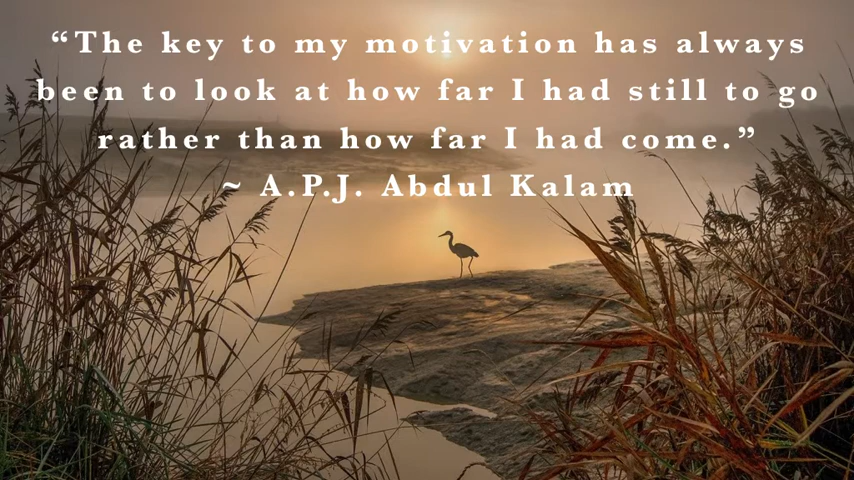 “The key to my motivation has always
been to look at how far I had still to go
rather than how far I had come.”
~ A.P.J. Abdul Kalam